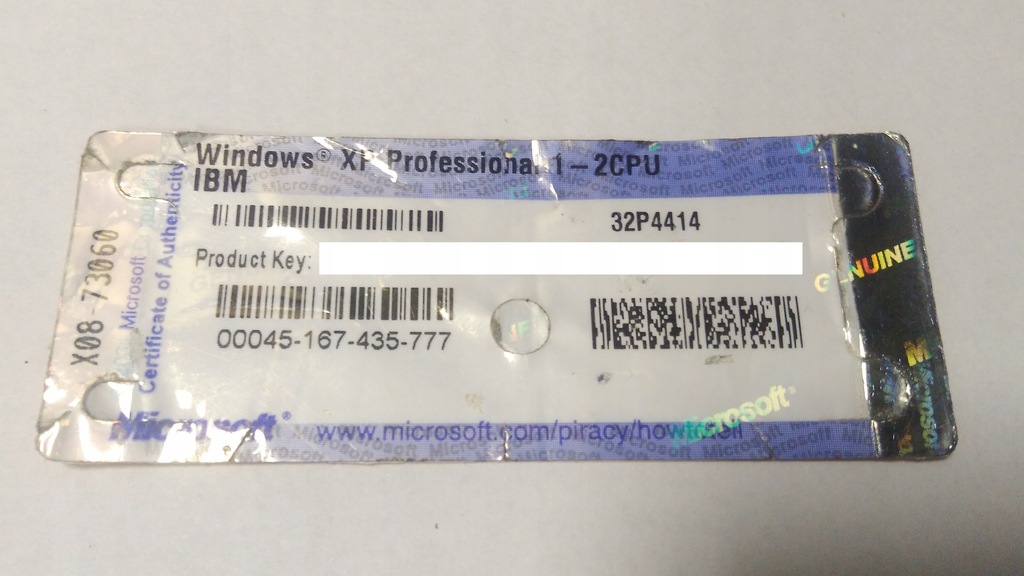 Windows® XP Professional 1-2CPU
IBM
32P4414
Product Key:
00045-167-435-777
X08-73060
Microsoft
Certificate of Authenticity
GENUINE
Microsoft®
Microsoft®
www.microsoft.com/piracy/howtotell